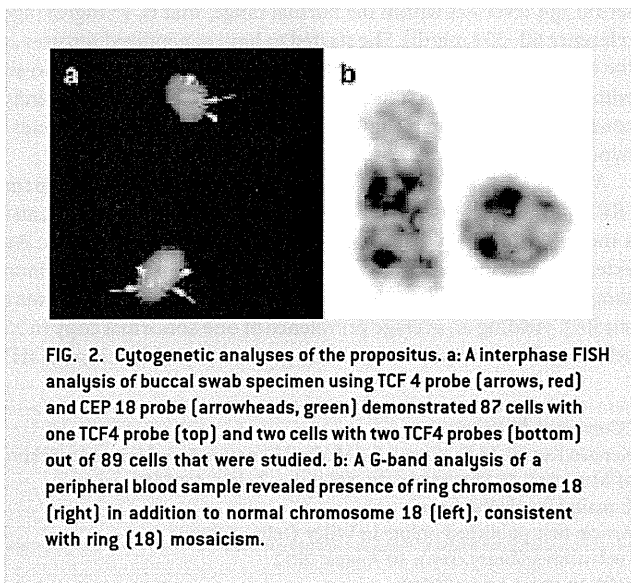 a
b
FIG. 2. Cytogenetic analyses of the propositus. a: A interphase FISH
analysis of buccal swab specimen using TCF 4 probe (arrows, red)
and CEP 18 probe (arrowheads, green) demonstrated 87 cells with
one TCF4 probe (top) and two cells with two TCF4 probes (bottom)
out of 89 cells that were studied. b: A G-band analysis of a
peripheral blood sample revealed presence of ring chromosome 18
(right) in addition to normal chromosome 18 (left), consistent
with ring (18) mosaicism.